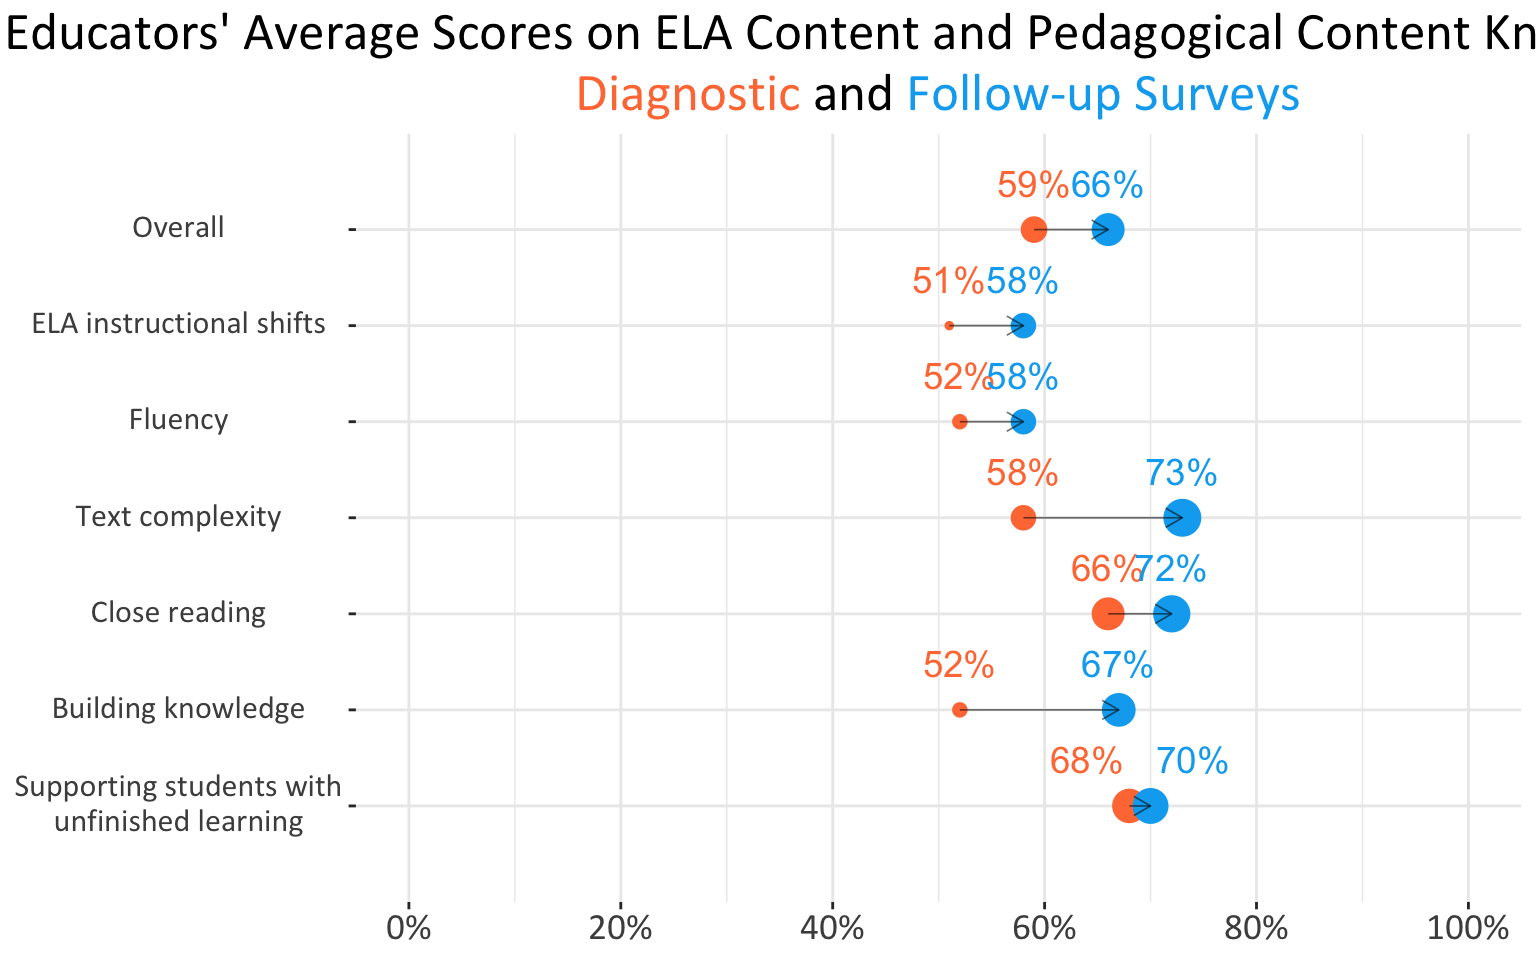 Educators' Average Scores on ELA Content and Pedagogical Content Kn
Diagnostic and Follow-up Surveys
59% 66%
Overall
51% 58%
ELA instructional shifts
52% 58%
Fluency
58% 73%
Text complexity
66% 72%
Close reading
52% 67%
Building knowledge
68% 70%
Supporting students with
unfinished learning
0% 20% 40% 60% 80% 100%